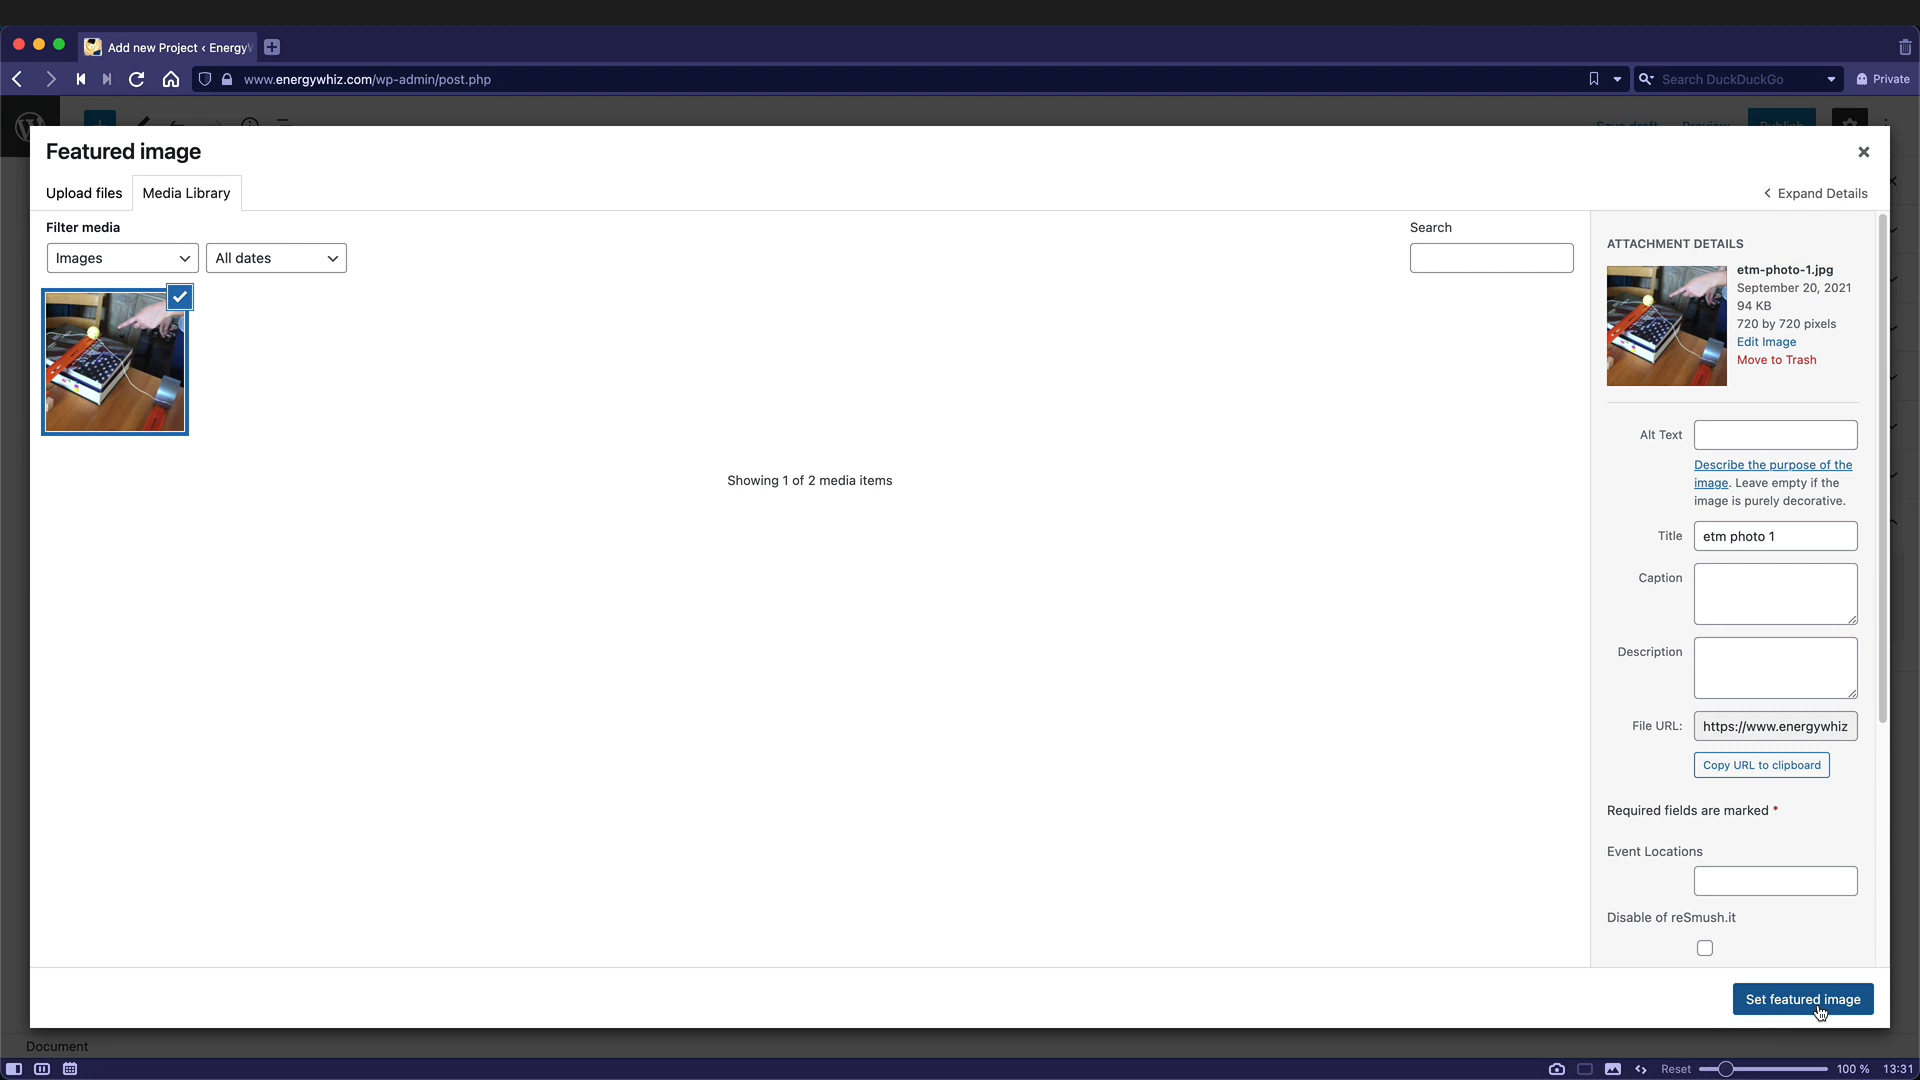 Add new Project ‹ EnergyW
www.energywhiz.com/wp-admin/post.php
Search DuckDuckGo
Private
Save draft
Preview
Publish
Featured image
Upload files
Media Library
Expand Details
Filter media
Search
Images
All dates
Showing 1 of 2 media items
ATTACHMENT DETAILS
etm-photo-1.jpg
September 20, 2021
94 KB
720 by 720 pixels
Edit Image
Move to Trash
Alt Text
Describe the purpose of the
image. Leave empty if the
image is purely decorative.
Title
etm photo 1
Caption
Description
File URL:
https://www.energywhiz
Copy URL to clipboard
Required fields are marked *
Event Locations
Disable of reSmush.it
Set featured image
Document
Reset
100 %
13:31